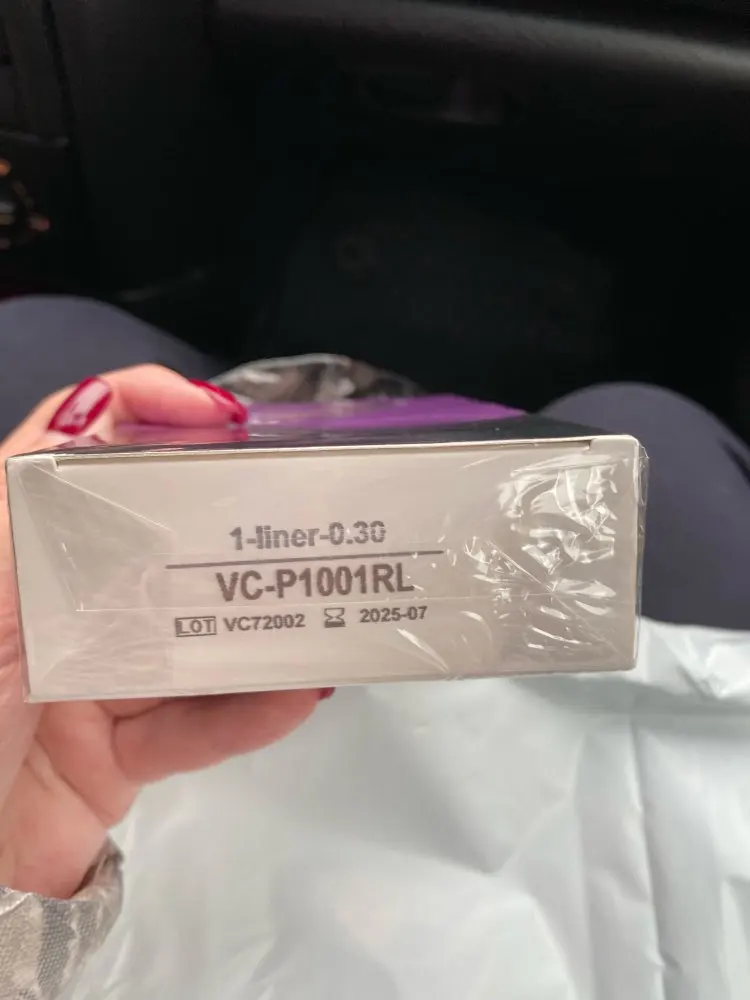 1-liner-0.30
VC-P1001RL
LOT VC72002 2025-07